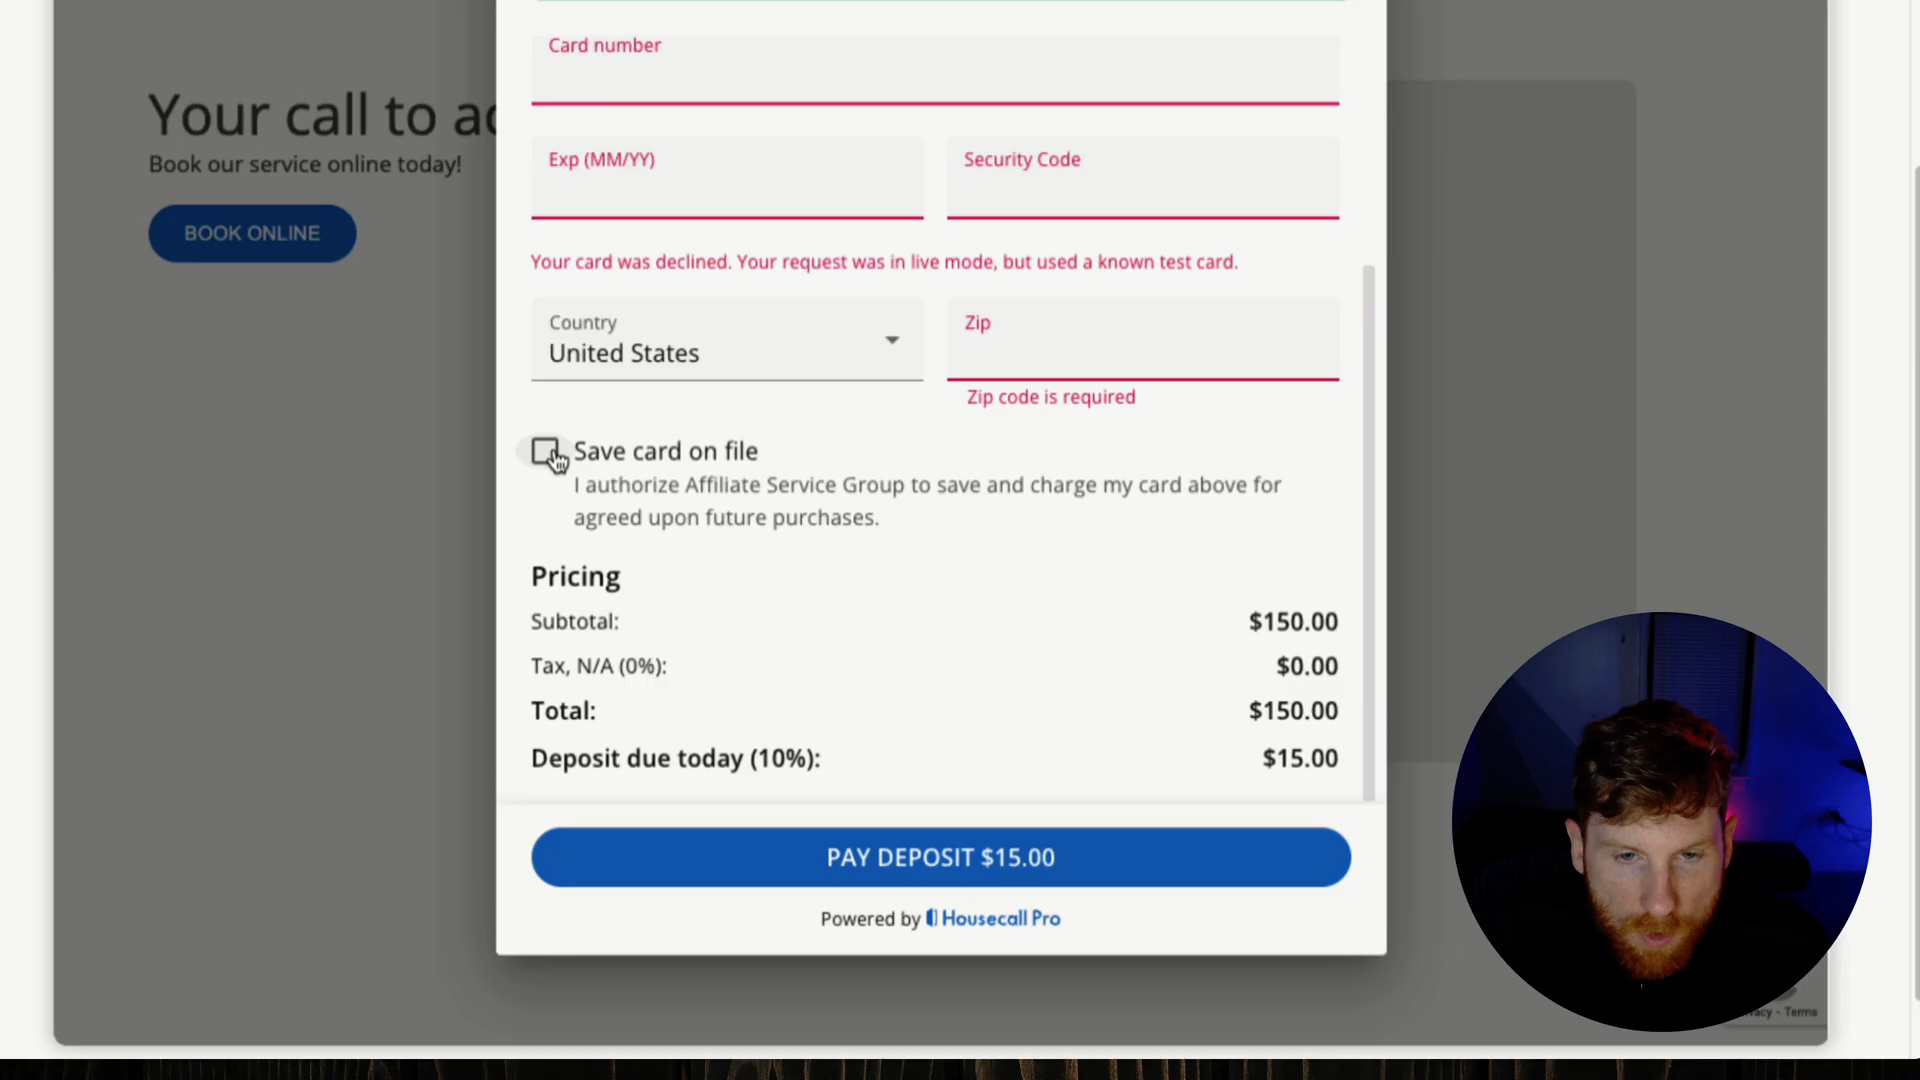 Card number
Your call to ac
Book our service online today!
Exp (MM/YY)
Security Code
BOOK ONLINE
Your card was declined. Your request was in live mode, but used a known test card.
Country
United States
Zip
Zip code is required
Save card on file
I authorize Affiliate Service Group to save and charge my card above for
agreed upon future purchases.
Pricing
Subtotal:
$150.00
Tax, N/A (0%):
$0.00
Total:
$150.00
Deposit due today (10%):
$15.00
PAY DEPOSIT $15.00
Powered by Housecall Pro
- Terms